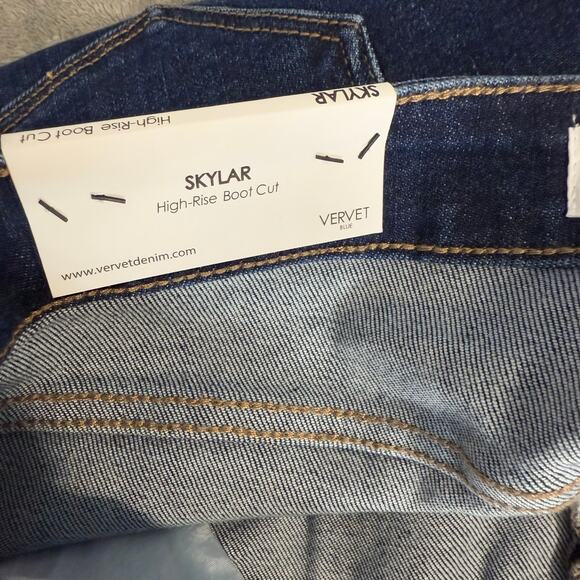 SKYLAR
High-Rise Boot Cut
SKYLAR
High-Rise Boot Cut
VERVET
BLUE
www.vervetdenim.com